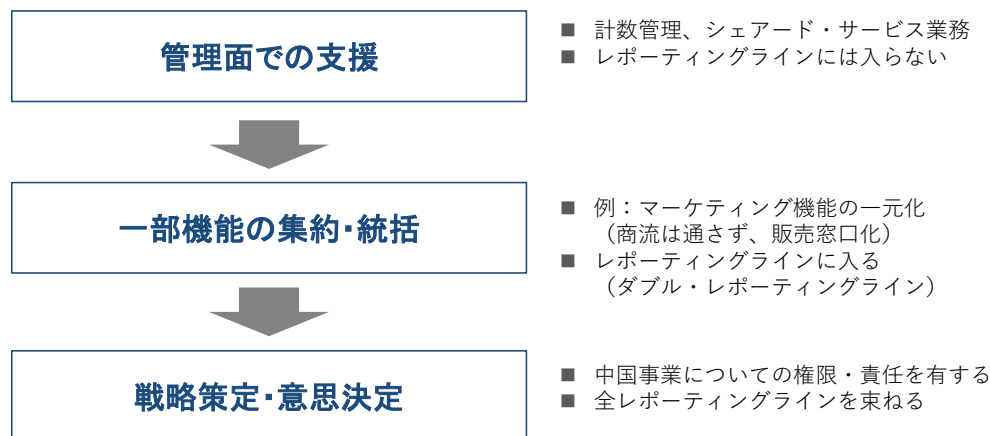 管理面での支援
■ 計数管理、シェアード・サービス業務
■ レポーティングラインには入らない
一部機能の集約・統括
■ 例：マーケティング機能の一元化
（商流は通さず、販売窓口化）
■ レポーティングラインに入る
（ダブル・レポーティングライン）
戦略策定・意思決定
■ 中国事業についての権限・責任を有する
■ 全レポーティングラインを束ねる